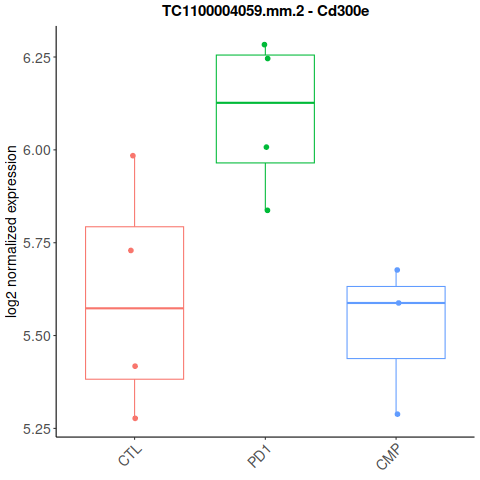 TC1100004059.mm.2 - Cd300e
log2 normalized expression
6.25
6.00
5.75
5.50
5.25
CTL
PD1
CMP